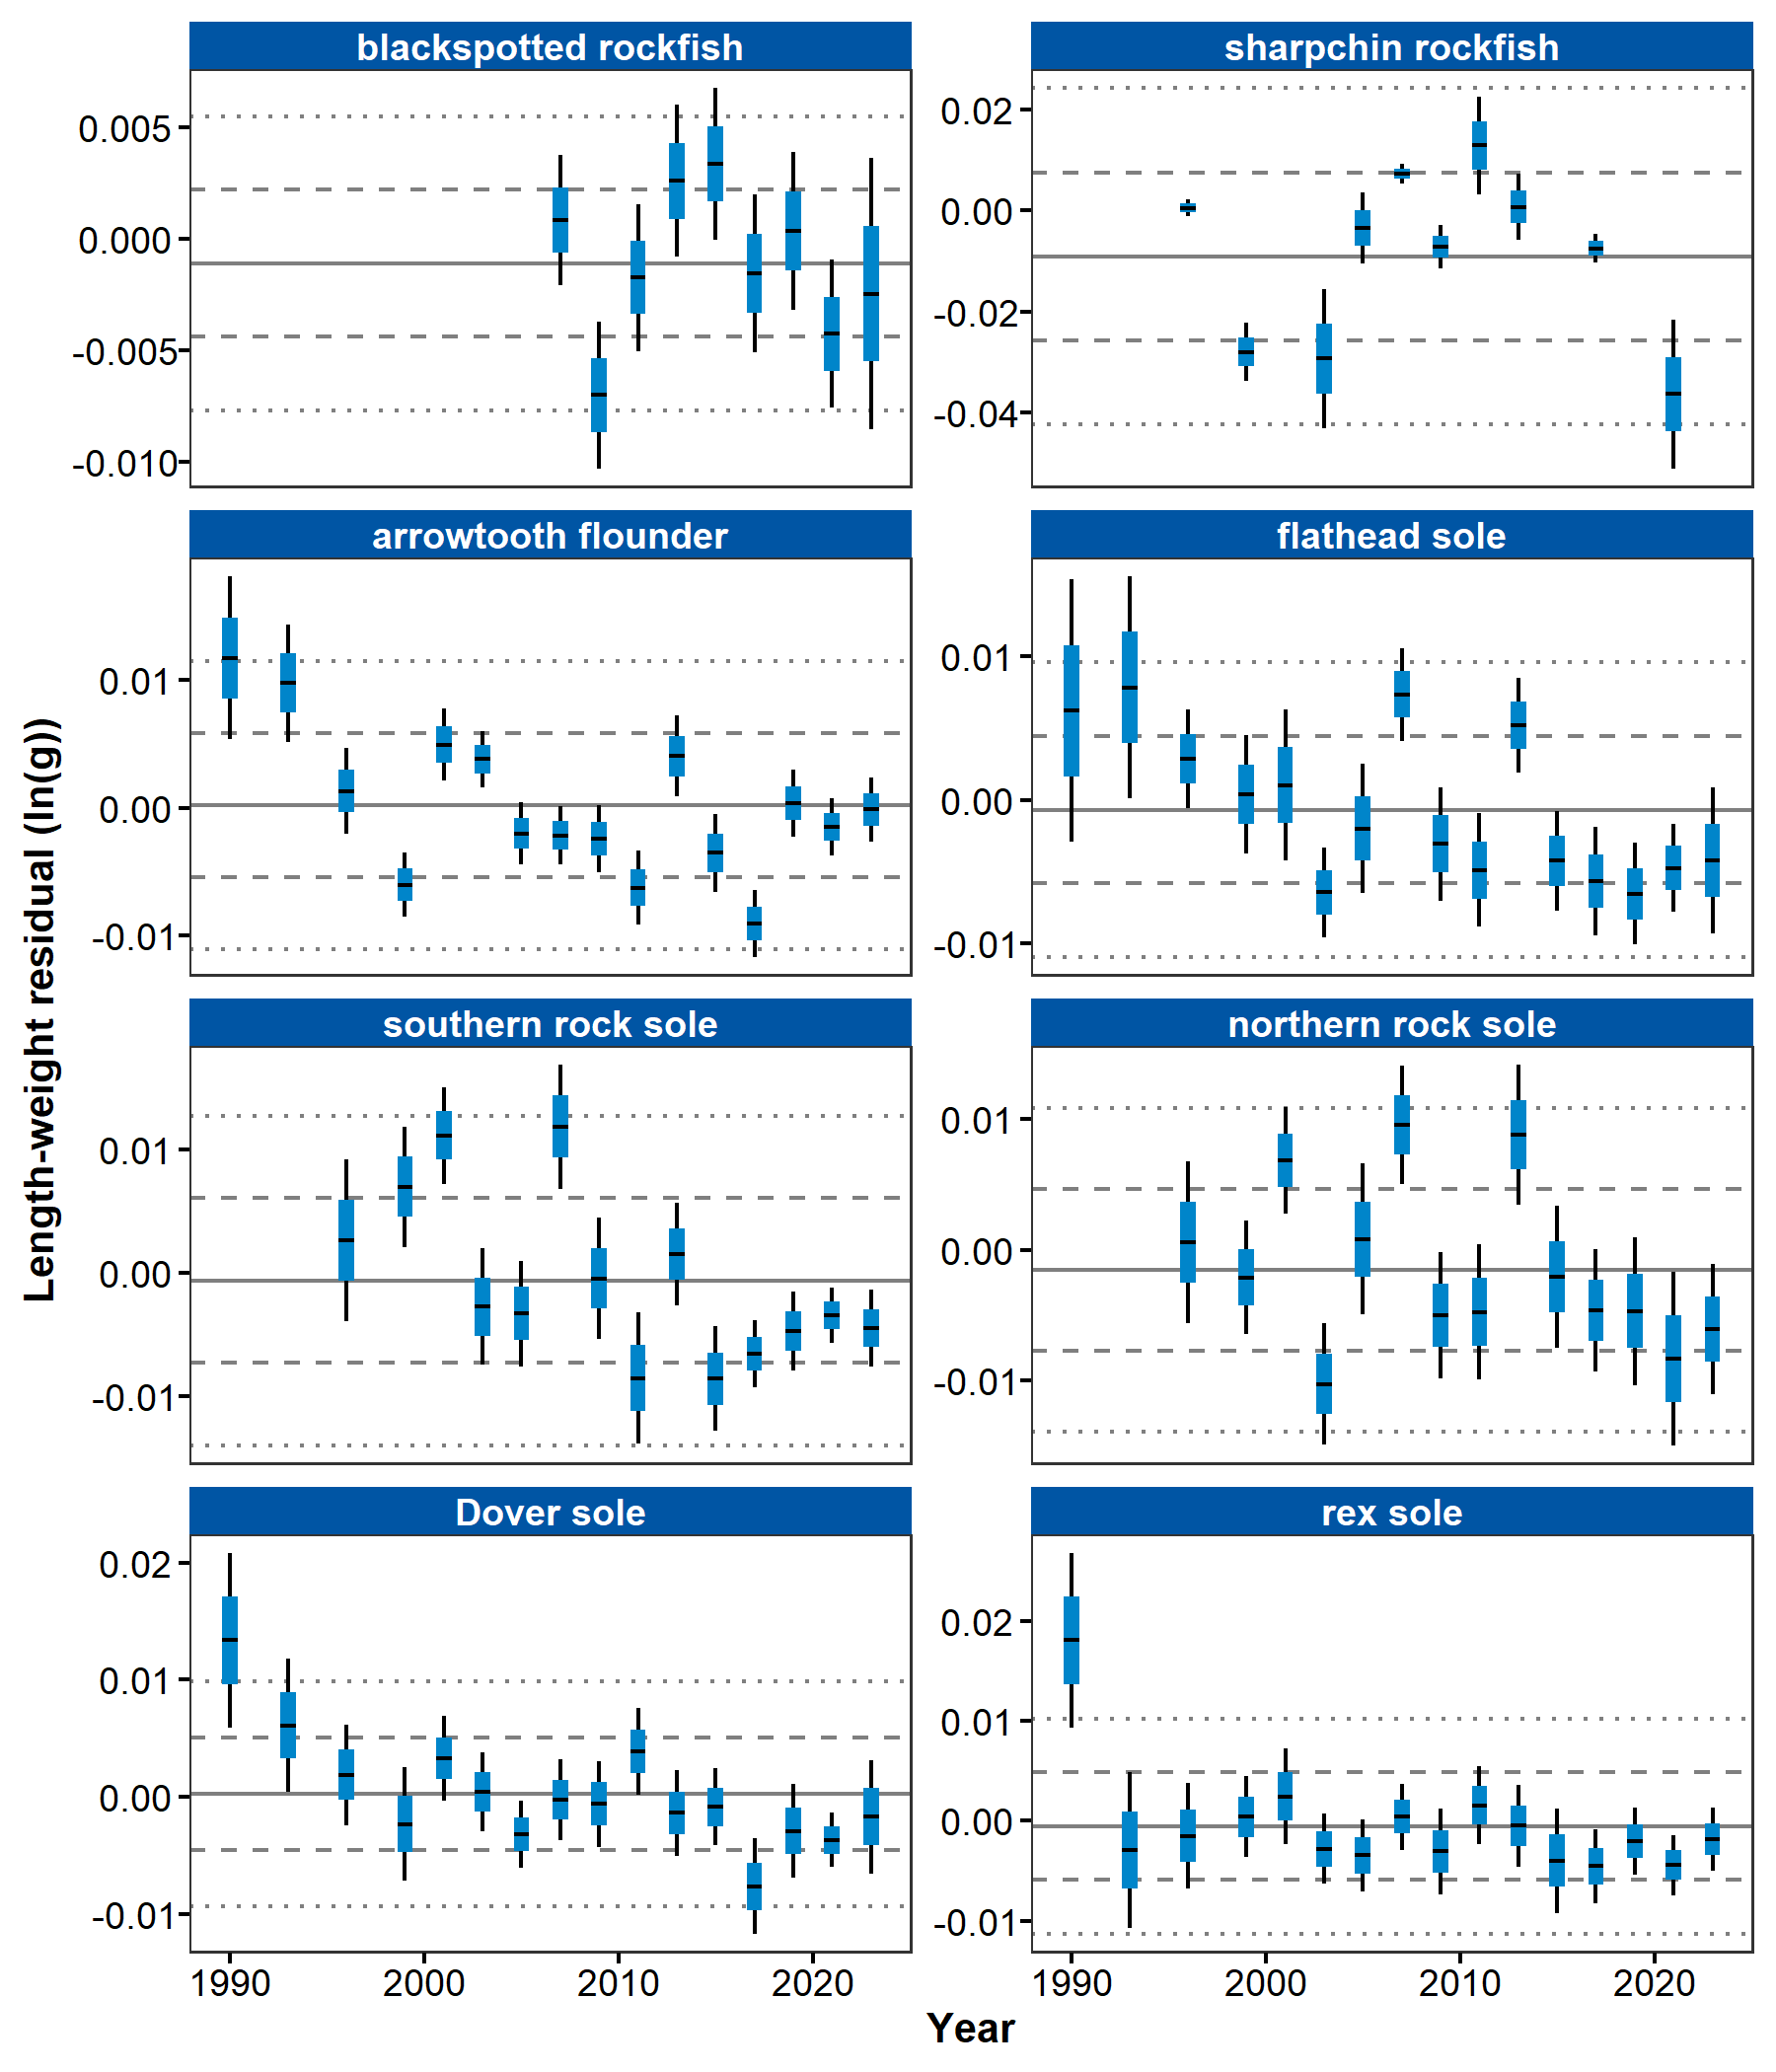 blackspotted rockfish
sharpchin rockfish
0.005
0.000
-0.005
-0.010
0.02
0.00
-0.02
-0.04
arrowtooth flounder
flathead sole
0.01
0.00
-0.01
0.01
0.00
-0.01
Length-weight residual (ln(g))
southern rock sole
northern rock sole
0.01
0.00
-0.01
0.01
0.00
-0.01
Dover sole
rex sole
0.02
0.01
0.00
-0.01
0.02
0.01
0.00
-0.01
1990 2000 2010 2020
1990 2000 2010 2020
Year